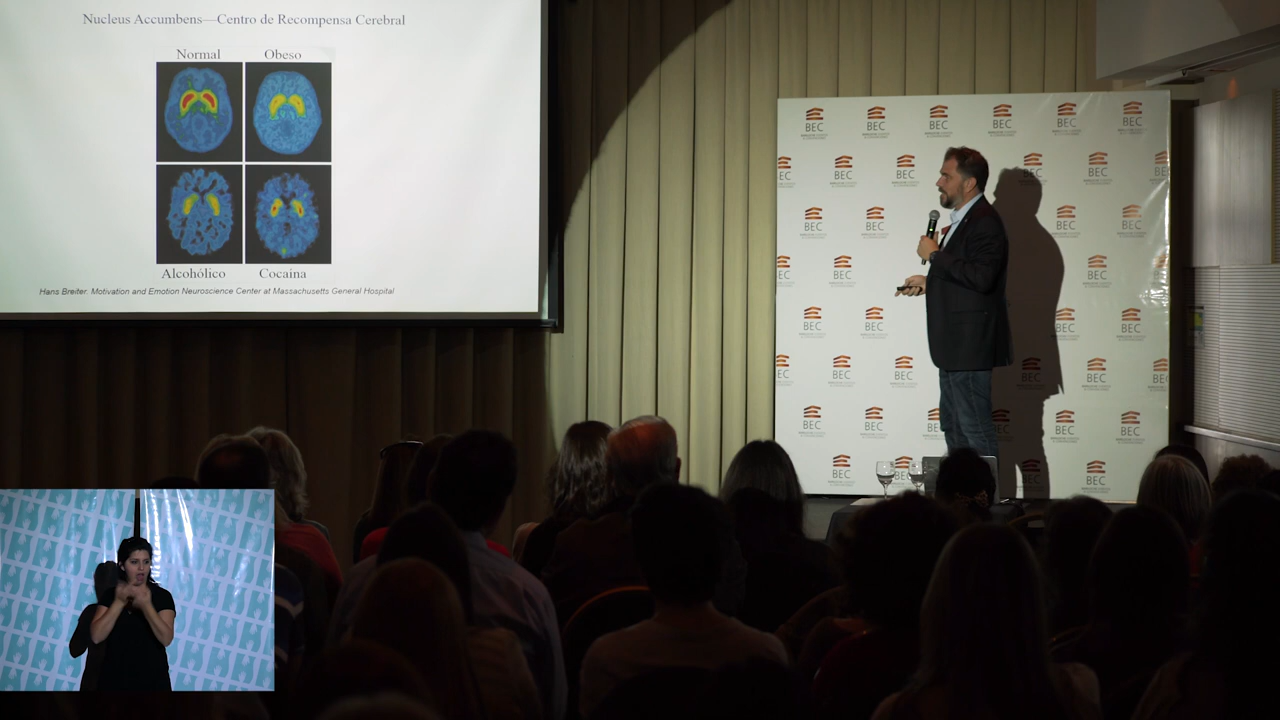 Nucleus Accumbens—Centro de Recompensa Cerebral
Normal
Obeso
Alcohólico
Cocaina
Hans Breiter. Motivation and Emotion Neuroscience Center at Massachusetts General Hospital
BEC